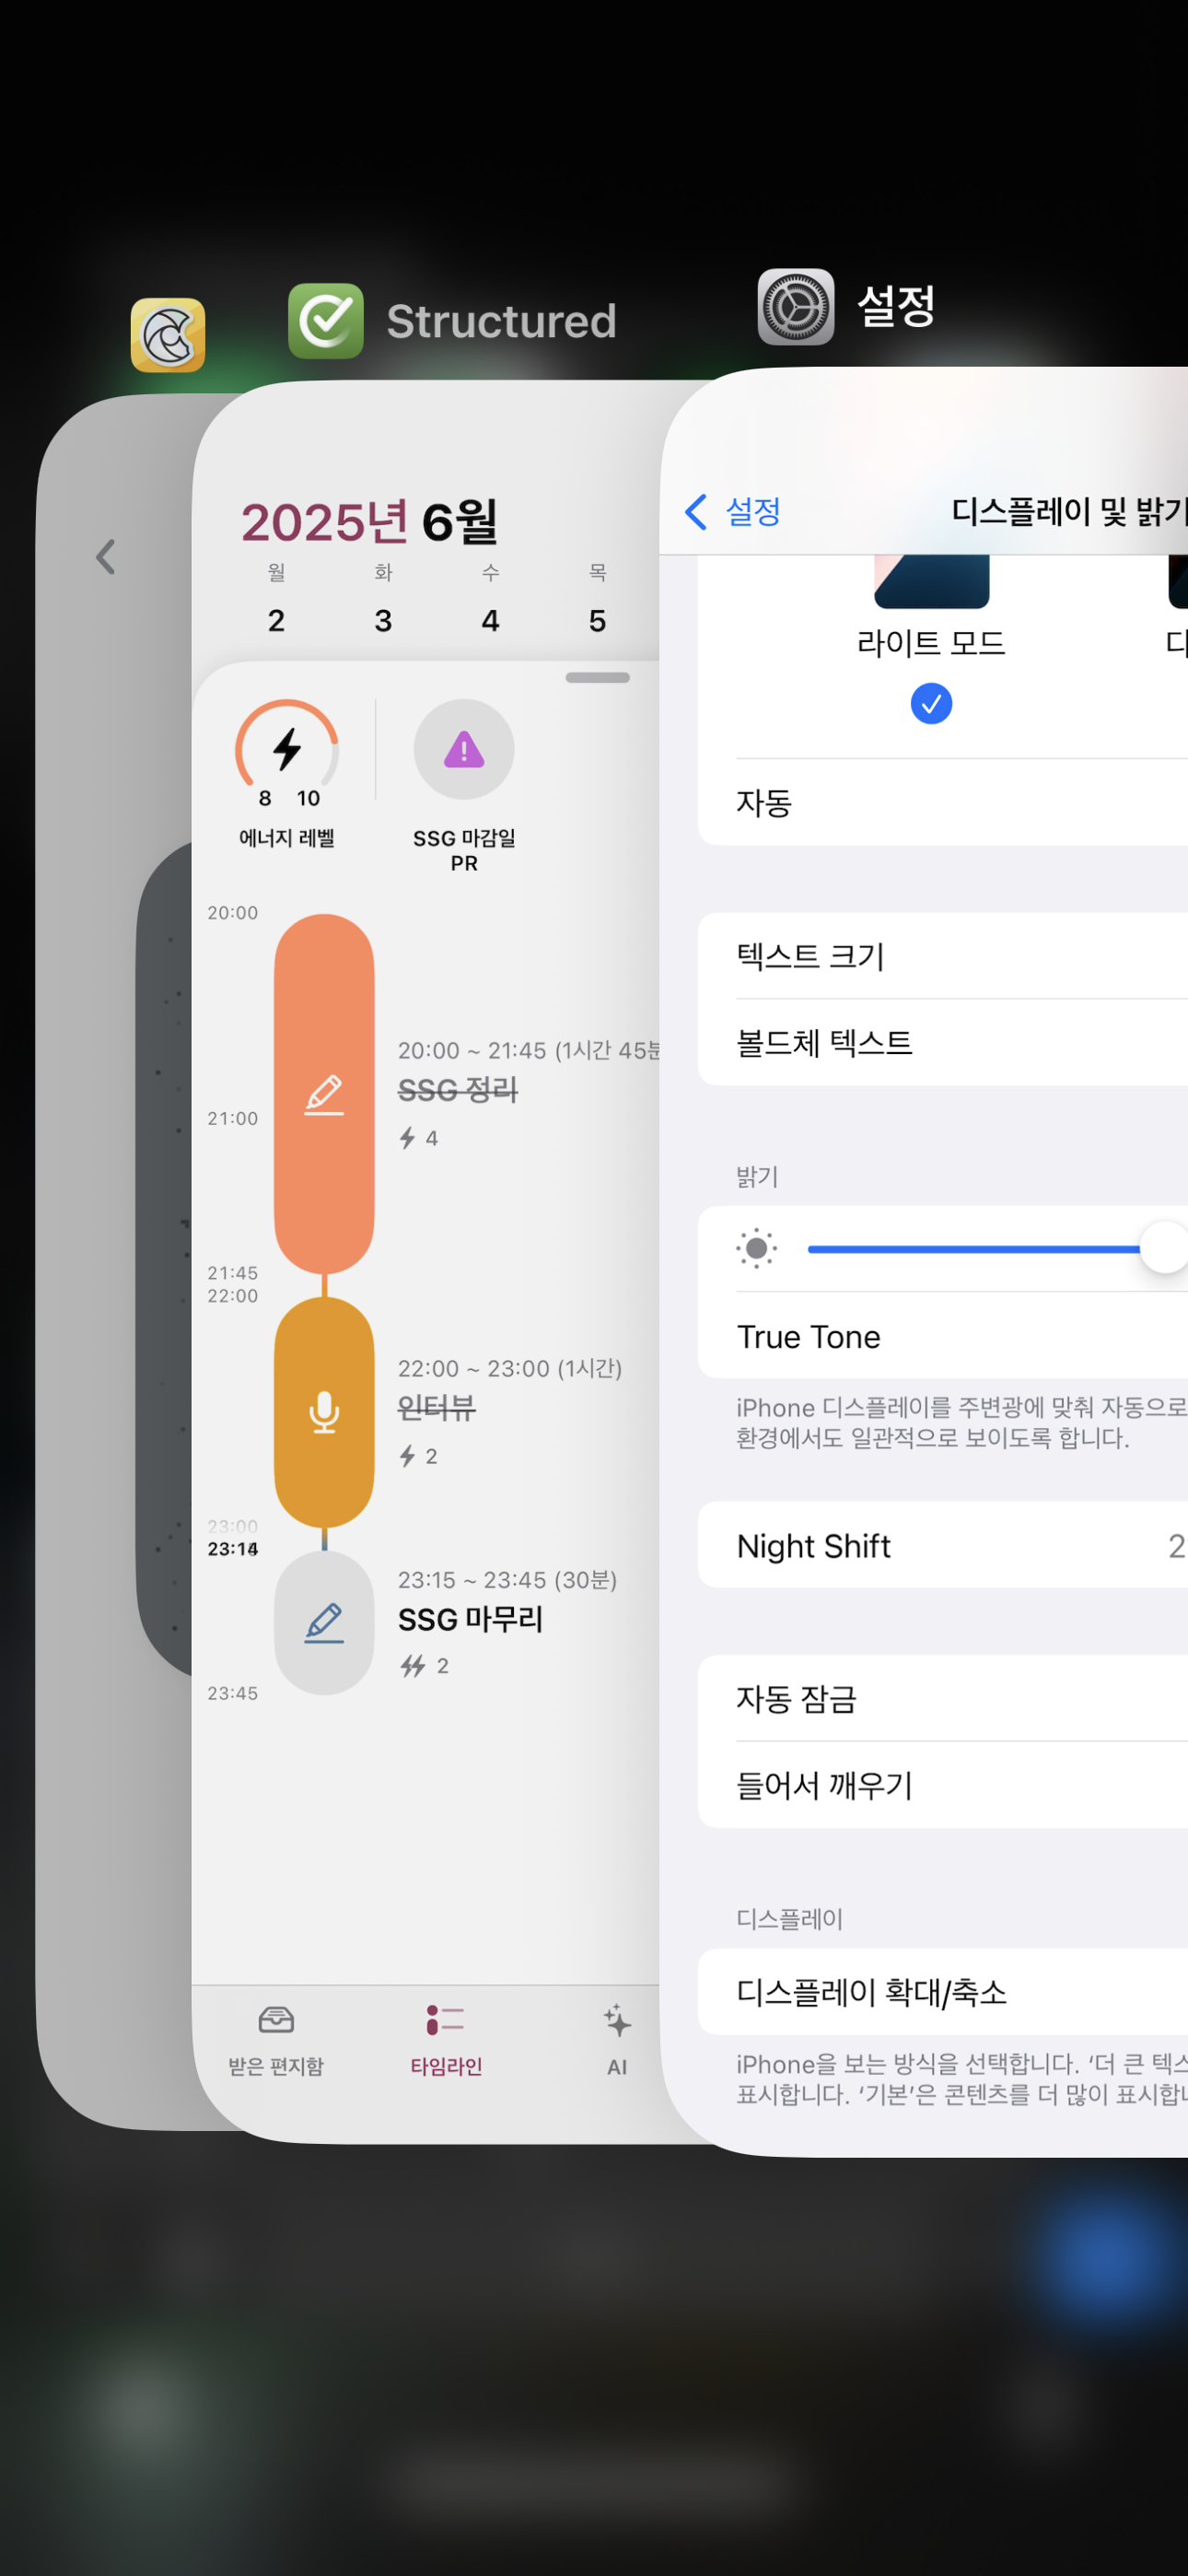 Structured
설정
2025년 6월
월 화 수 목
2 3 4 5
8 10
에너지 레벨
SSG 마감일
PR
20:00
20:00 ~ 21:45 (1시간 45분
SSG 정리
4
21:00
21:45
22:00
22:00 ~ 23:00 (1시간)
인터뷰
2
23:00
23:14
23:15 ~ 23:45 (30분)
SSG 마무리
2
23:45
받은 편지함
타임라인
AI
설정
디스플레이 및 밝기
라이트 모드
자동
텍스트 크기
볼드체 텍스트
밝기
True Tone
iPhone 디스플레이를 주변광에 맞춰 자동으로
환경에서도 일관적으로 보이도록 합니다.
Night Shift
2
자동 잠금
들어서 깨우기
디스플레이
디스플레이 확대/축소
iPhone을 보는 방식을 선택합니다. ‘더 큰
표시합니다. ‘기본’은 콘텐츠를 더 많이